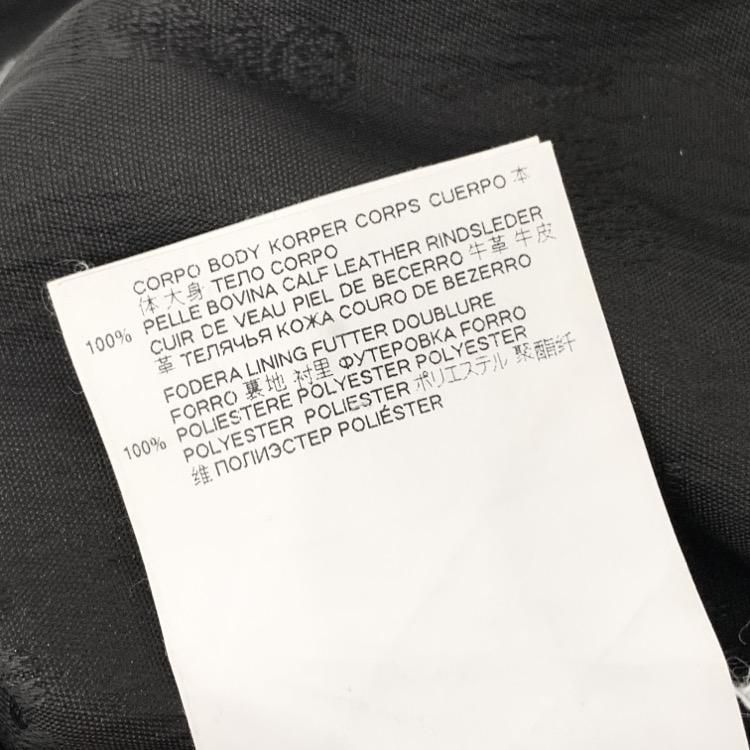 CORPO BODY KORPER CORPS CUERPO 本
体 大身 ТЕЛО CORPO
100% PELLE BOVINA CALF LEATHER RINDSLEDER
CUIR DE VEAU PIEL DE BECERRO 牛革 牛皮
革 ТЕЛЯЧЬЯ КОЖА COURO DE BEZERRO
FODERA LINING FUTTER DOUBLURE
FORRO 裏地 衬里 ФУТЕРОВКА FORRO
100% POLIESTERE POLYESTER POLYESTER
POLYESTER POLIESTER ポリエステル 聚酯纤
维 ПОЛИЭСТЕР POLIÉSTER